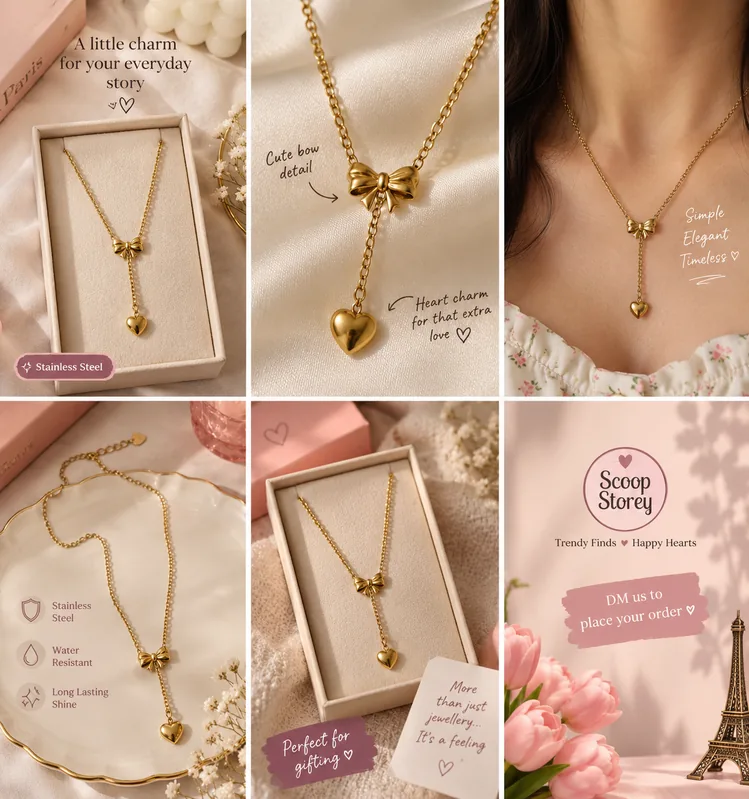 Paris
A little charm
for your everyday
story
Stainless Steel
Cute bow
detail
Heart charm
for that extra
love
Simple
Elegant
Timeless
Stainless
Steel
Water
Resistant
Long Lasting
Shine
Perfect for
gifting
More
than just
jewellery...
It's a feeling
Scoop
Storey
Trendy Finds ♥ Happy Hearts
DM us to
place your order